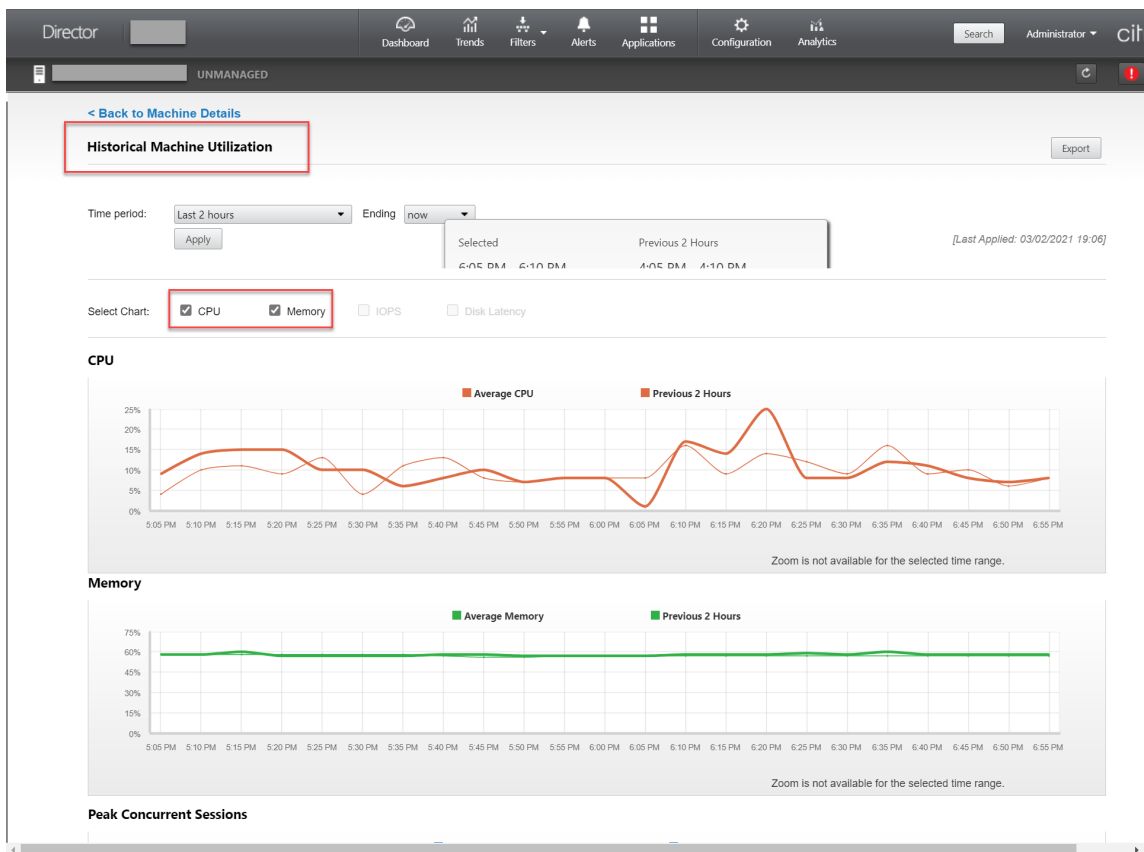 Director
Dashboard Trends Filters Alerts Applications Configuration Analytics Search Administrator
UNMANAGED
< Back to Machine Details
Historical Machine Utilization Export
Time period: Last 2 hours Ending now
Apply [Last Applied: 03/02/2021 19:06]
Selected Previous 2 Hours
6:05 PM 6:10 PM 4:05 PM 4:10 PM
Select Chart: CPU Memory IOPS Disk Latency
CPU
Average CPU Previous 2 Hours
25%
20%
15%
10%
5%
0%
5:05 PM 5:10 PM 5:15 PM 5:20 PM 5:25 PM 5:30 PM 5:35 PM 5:40 PM 5:45 PM 5:50 PM 5:55 PM 6:00 PM 6:05 PM 6:10 PM 6:15 PM 6:20 PM 6:25 PM 6:30 PM 6:35 PM 6:40 PM 6:45 PM 6:50 PM 6:55 PM
Zoom is not available for the selected time range.
Memory
Average Memory Previous 2 Hours
75%
60%
45%
30%
15%
0%
5:05 PM 5:10 PM 5:15 PM 5:20 PM 5:25 PM 5:30 PM 5:35 PM 5:40 PM 5:45 PM 5:50 PM 5:55 PM 6:00 PM 6:05 PM 6:10 PM 6:15 PM 6:20 PM 6:25 PM 6:30 PM 6:35 PM 6:40 PM 6:45 PM 6:50 PM 6:55 PM
Zoom is not available for the selected time range.
Peak Concurrent Sessions